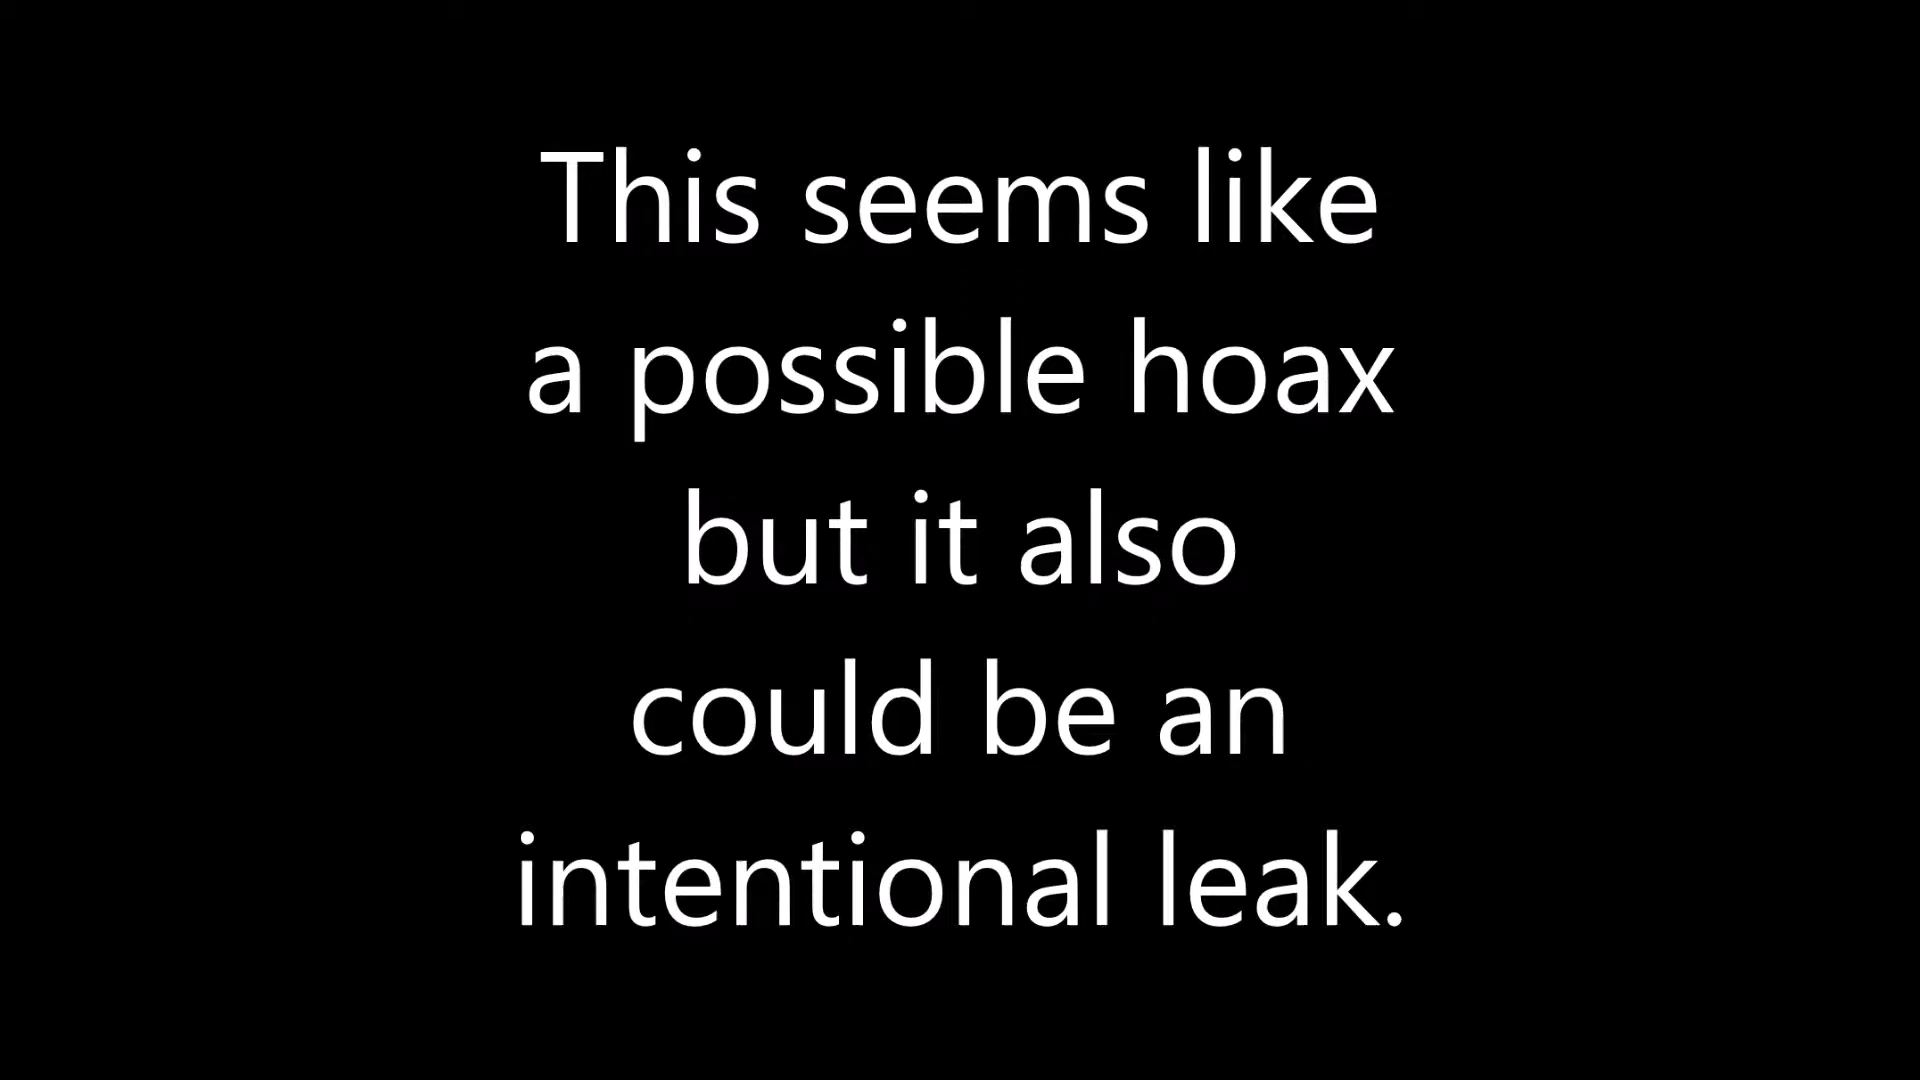 This seems like
a possible hoax
but it also
could be an
intentional leak.